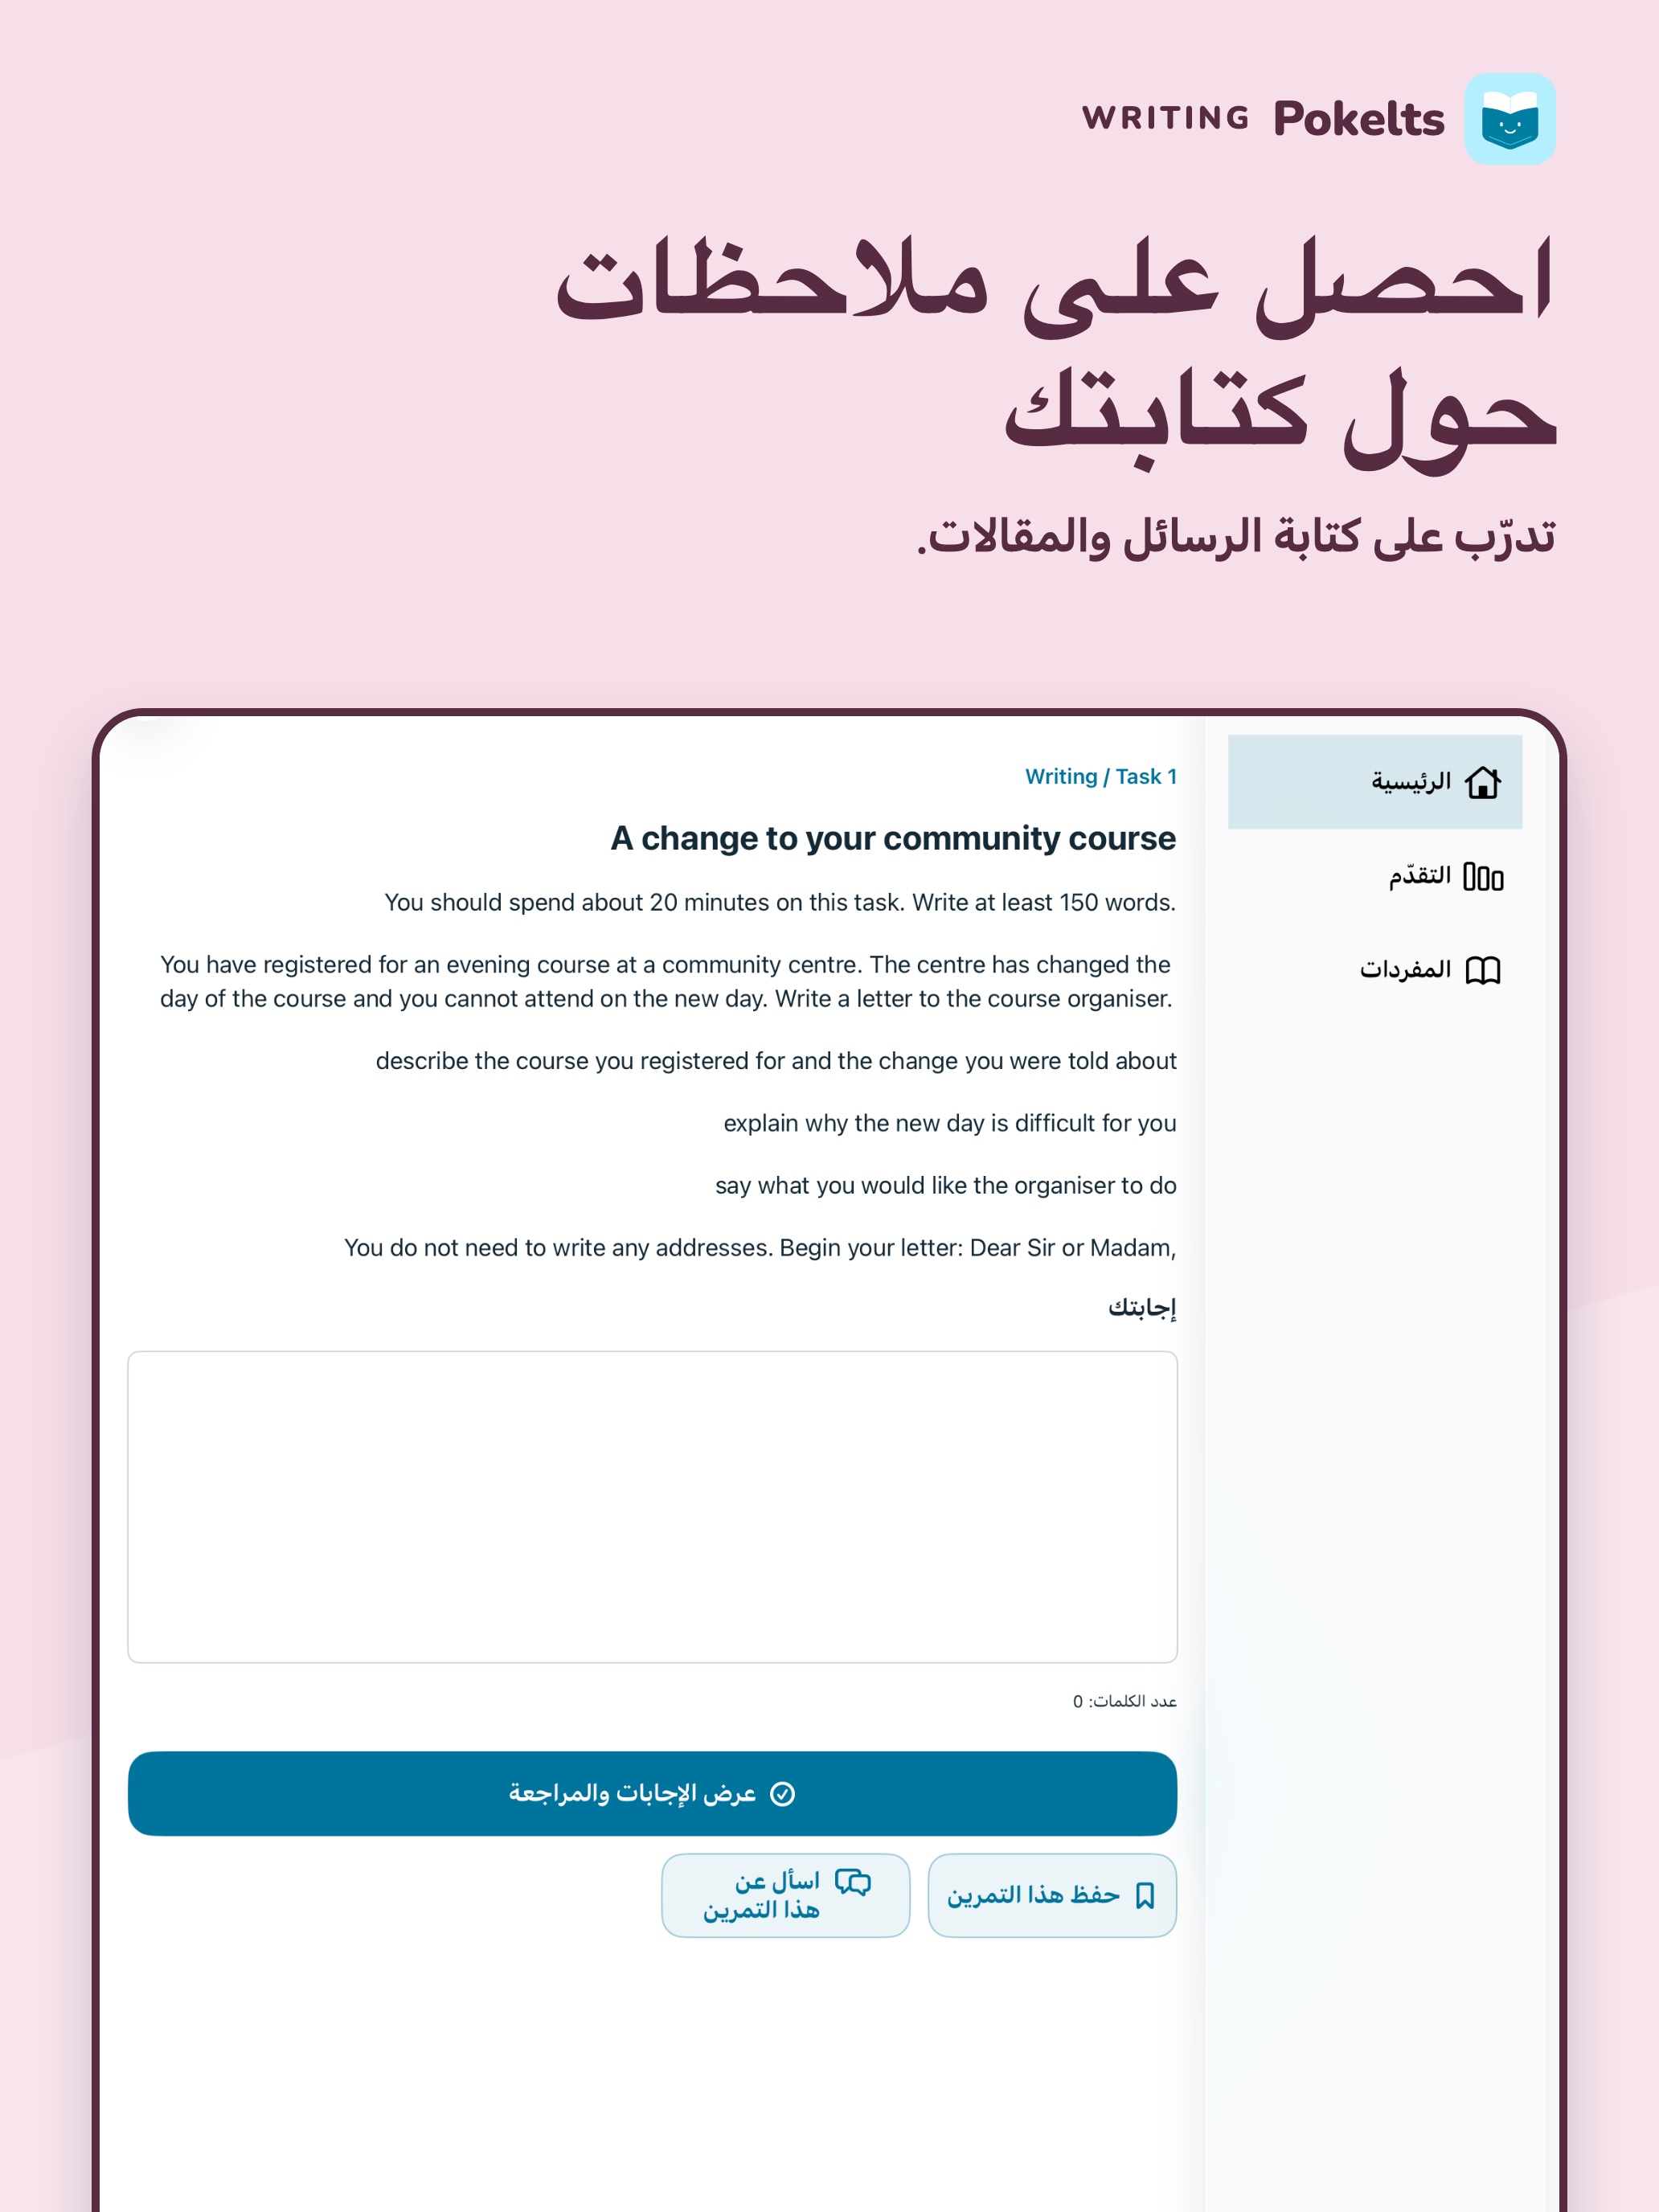 Pokelts WRITING
احصل على ملاحظات
حول كتابتك
تدرّب على كتابة الرسائل والمقالات.
الرئيسية
التقدّم
المفردات
Writing / Task 1
A change to your community course
You should spend about 20 minutes on this task. Write at least 150 words.
You have registered for an evening course at a community centre. The centre has changed the
day of the course and you cannot attend on the new day. Write a letter to the course organiser.
describe the course you registered for and the change you were told about
explain why the new day is difficult for you
say what you would like the organiser to do
You do not need to write any addresses. Begin your letter: Dear Sir or Madam,
إجابتك
عدد الكلمات: 0
عرض الإجابات والمراجعة
حفظ هذا التمرين
اسأل عن
هذا التمرين